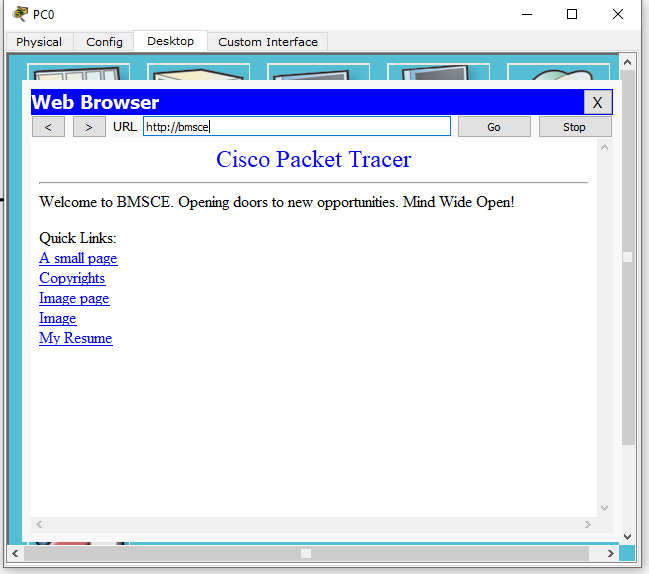 PC0
Physical Config Desktop Custom Interface
Web Browser X
< > URL http://bmsce Go Stop
Cisco Packet Tracer
Welcome to BMSCE. Opening doors to new opportunities. Mind Wide Open!
Quick Links:
A small page
Copyrights
Image page
Image
My Resume